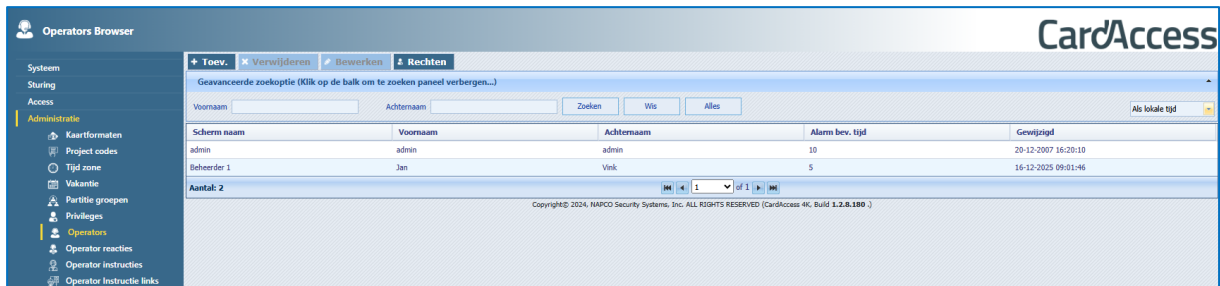 Operators Browser
CardAccess
Systeem
Sturing
Access
Administratie
Kaartformaten
Project codes
Tijd zone
Vakantie
Partitie groepen
Privileges
Operators
Operator reacties
Operator instructies
Operator Instructie links
+ Toev. × Verwijderen Bewerken Rechten
Geavanceerde zoekoptie (Klik op de balk om te zoeken paneel verbergen...)
Voornaam Achternaam Zoeken Wis Alles Als lokale tijd
Scherm naam Voornaam Achternaam Alarm bev. tijd Gewijzigd
admin admin admin 10 20-12-2007 16:20:10
Beheerder 1 Jan Vink 5 16-12-2025 09:01:46
Aantal: 2 1 of 1
Copyright© 2024, NAPCO Security Systems, Inc. ALL RIGHTS RESERVED (CardAccess 4K, Build 1.2.8.180 .)